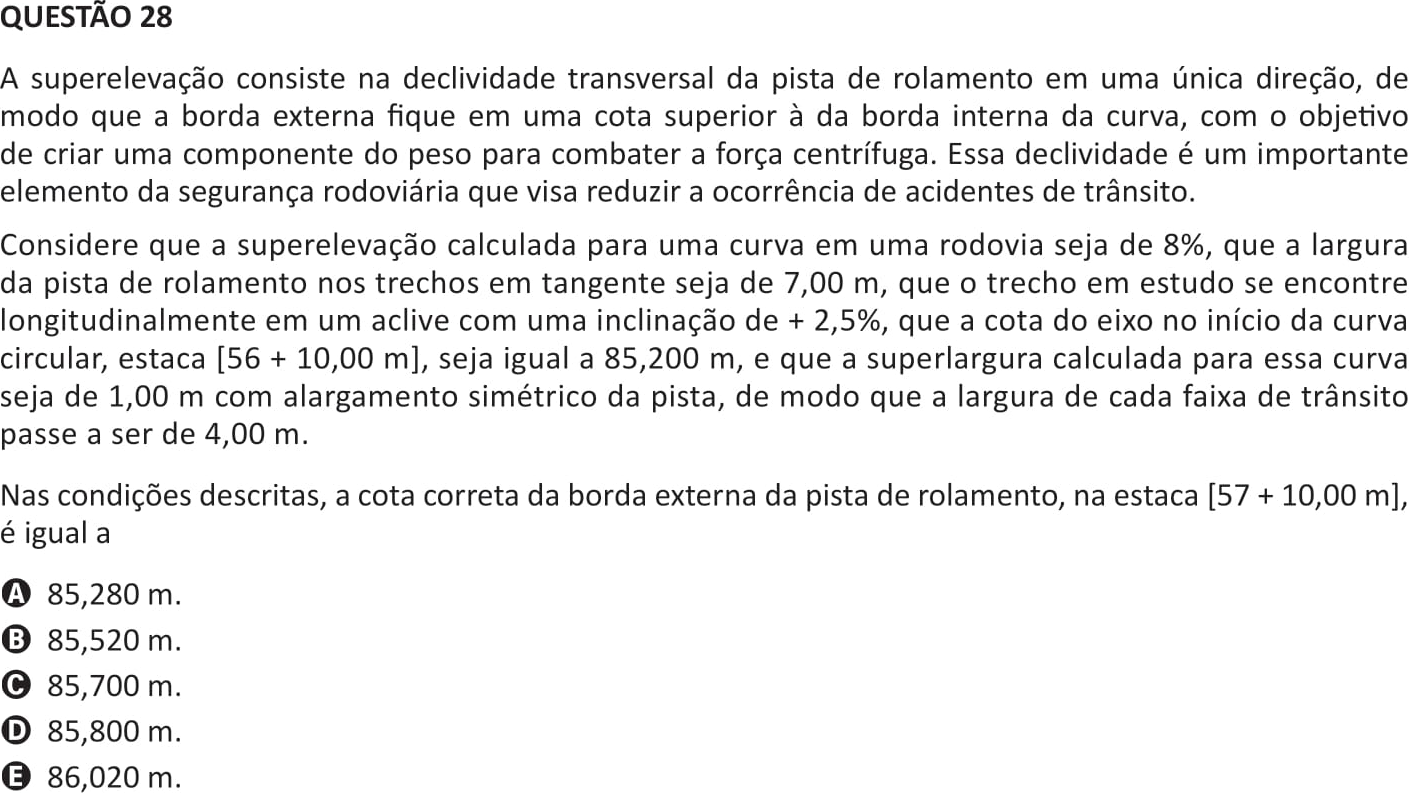 QUESTÃO 28
A superelevação consiste na declividade transversal da pista de rolamento em uma única direção, de
modo que a borda externa fique em uma cota superior à da borda interna da curva, com o objetivo
de criar uma componente do peso para combater a força centrífuga. Essa declividade é um importante
elemento da segurança rodoviária que visa reduzir a ocorrência de acidentes de trânsito.
Considere que a superelevação calculada para uma curva em uma rodovia seja de 8%, que a largura
da pista de rolamento nos trechos em tangente seja de 7,00 m, que o trecho em estudo se encontre
longitudinalmente em um aclive com uma inclinação de + 2,5%, que a cota do eixo no início da curva
circular, estaca [56 + 10,00 m], seja igual a 85,200 m, e que a superlargura calculada para essa curva
seja de 1,00 m com alargamento simétrico da pista, de modo que a largura de cada faixa de trânsito
passe a ser de 4,00 m.
Nas condições descritas, a cota correta da borda externa da pista de rolamento, na estaca [57 + 10,00 m],
é igual a
A 85,280 m.
B 85,520 m.
C 85,700 m.
D 85,800 m.
E 86,020 m.